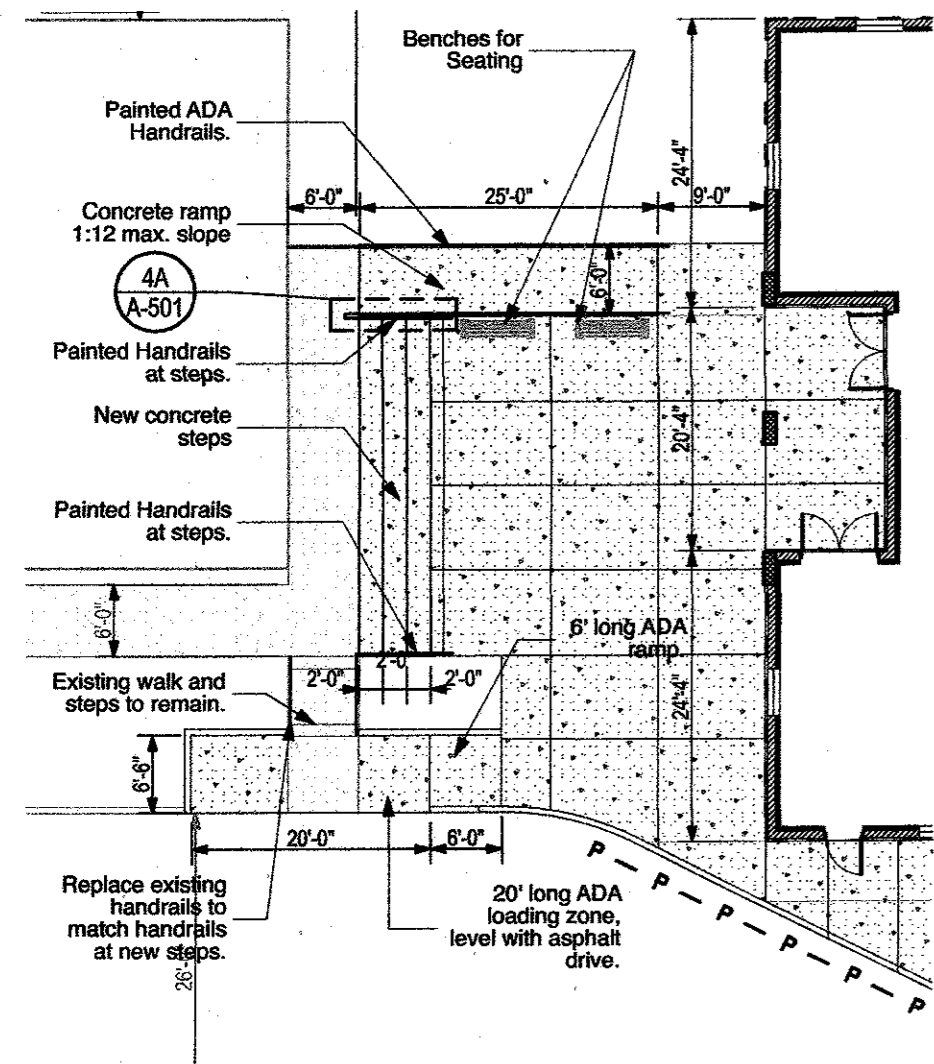 Benches for
Seating
Painted ADA
Handrails.
24'-4"
6'-0"
25'-0"
9'-0"
Concrete ramp
1:12 max. slope
6'-0"
4A
A-501
Painted Handrails
at steps.
New concrete
steps
20'-4"
Painted Handrails
at steps.
6'-0"
6' long ADA
ramp.
2'-0"
2'-0"
2'-0"
Existing walk and
steps to remain.
24'-4"
6'-6"
20'-0"
6'-0"
P P P P P P
Replace existing
handrails to
match handrails
at new steps.
20' long ADA
loading zone,
level with asphalt
drive.